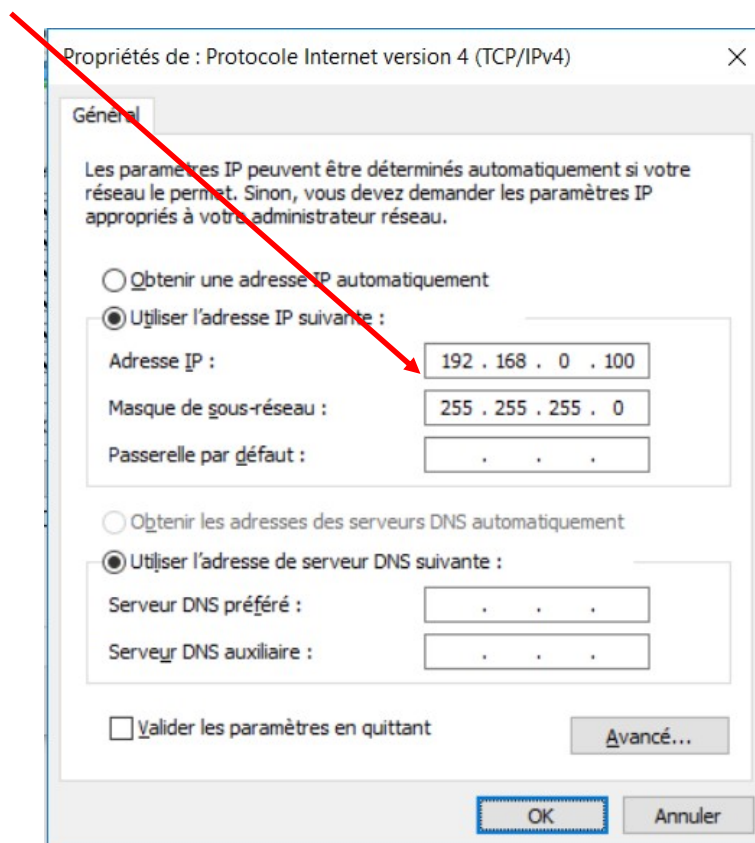 Propriétés de : Protocole Internet version 4 (TCP/IPv4)
Général
Les paramètres IP peuvent être déterminés automatiquement si votre
réseau le permet. Sinon, vous devez demander les paramètres IP
appropriés à votre administrateur réseau.
Obtenir une adresse IP automatiquement
Utiliser l'adresse IP suivante :
Adresse IP : 192 . 168 . 0 . 100
Masque de sous-réseau : 255 . 255 . 255 . 0
Passerelle par défaut : . . .
Obtenir les adresses des serveurs DNS automatiquement
Utiliser l'adresse de serveur DNS suivante :
Serveur DNS préféré : . . .
Serveur DNS auxiliaire : . . .
Valider les paramètres en quittant
Avancé...
OK Annuler